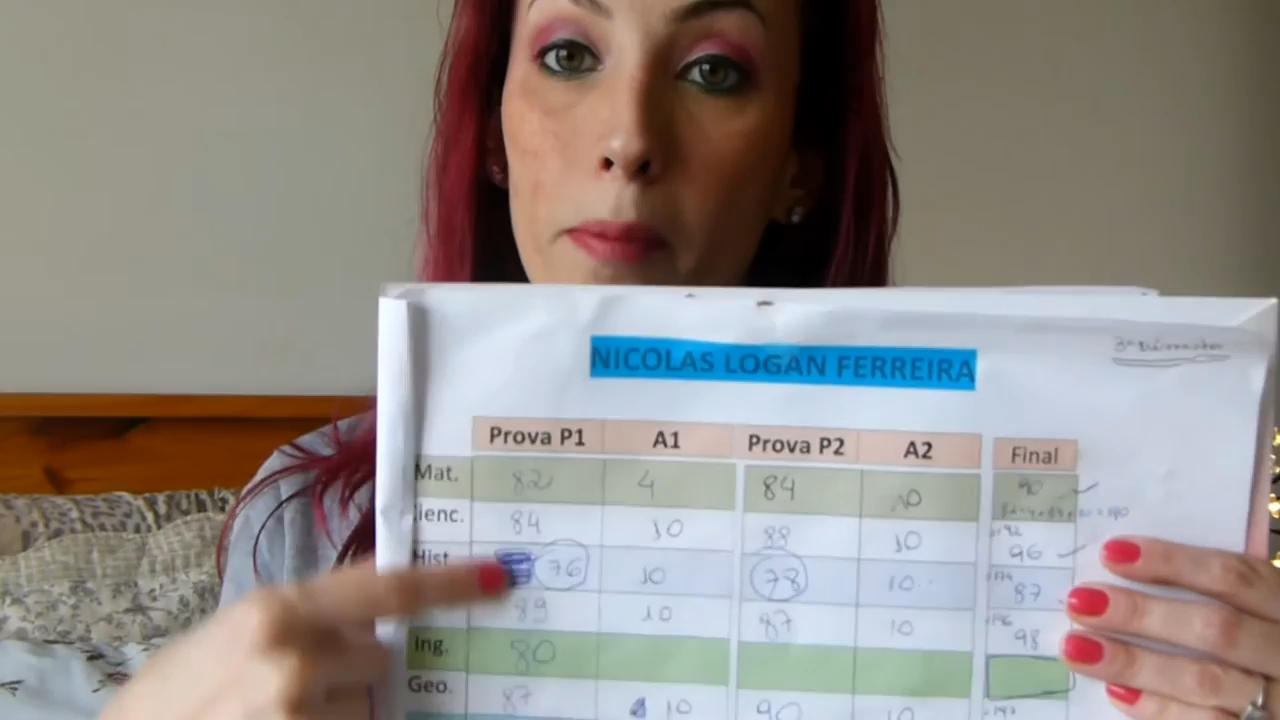 NICOLAS LOGAN FERREIRA
Prova P1 A1 Prova P2 A2 Final
Mat. 82 4 84 10 90
ienc. 84 10 88 10 96
Hist 76 10 78 10 87
89 10 87 10 98
Ing. 80
Geo. 87 10 90 10